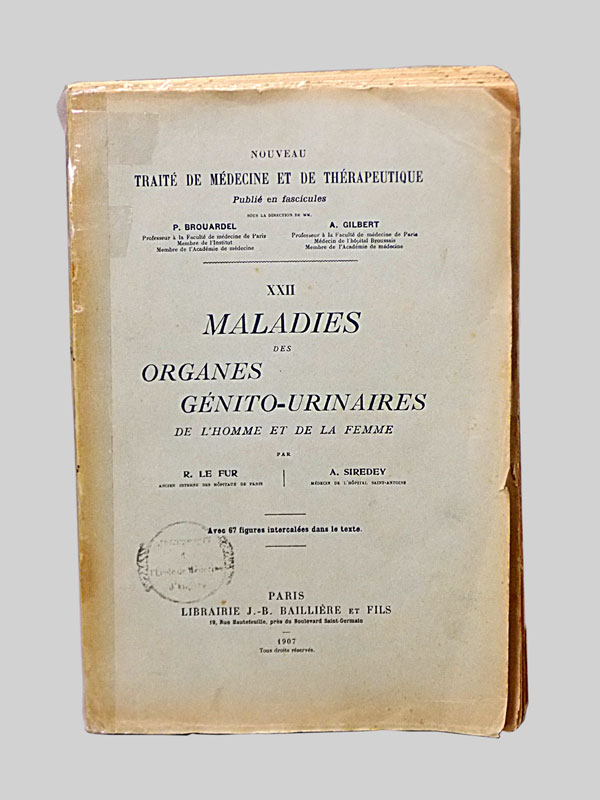 NOUVEAU
TRAITÉ DE MÉDECINE ET DE THÉRAPEUTIQUE
Publié en fascicules
SOUS LA DIRECTION DE MM.
P. BROUARDEL
Professeur à la Faculté de médecine de Paris
Membre de l'Institut
Membre de l'Académie de médecine
A. GILBERT
Professeur à la Faculté de médecine de Paris
Médecin de l'hôpital Broussais
Membre de l'Académie de médecine
XXII
MALADIES
DES
ORGANES
GÉNITO-URINAIRES
DE L'HOMME ET DE LA FEMME
PAR
R. LE FUR
ANCIEN INTERNE DES HÔPITAUX DE PARIS
A. SIREDEY
MÉDECIN DE L'HÔPITAL SAINT-ANTOINE
Avec 67 figures intercalées dans le texte.
à
l'École de Médecine
PARIS
LIBRAIRIE J.-B. BAILLIÈRE ET FILS
19, Rue Hautefeuille, près du Boulevard Saint-Germain
1907
Tous droits réservés.